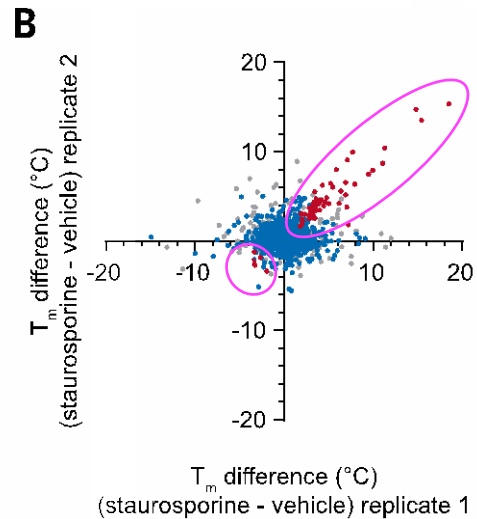 B
20
10
-20
-10
10
20
-10
-20
Tm difference (°C)
(staurosporine - vehicle) replicate 2
Tm difference (°C)
(staurosporine - vehicle) replicate 1